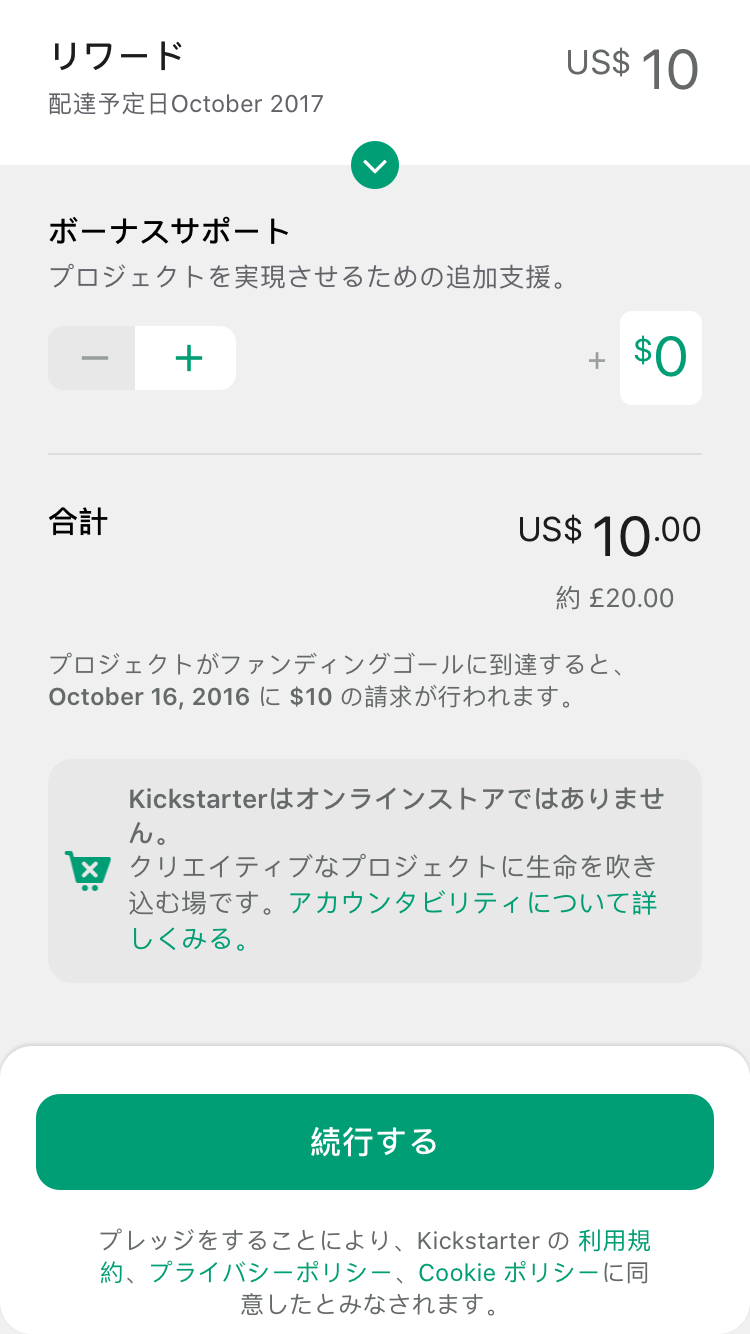 リワード
US$ 10
配達予定日October 2017
ボーナスサポート
プロジェクトを実現させるための追加支援。
+ $0
合計
US$ 10.00
約 £20.00
プロジェクトがファンディングゴールに到達すると、
October 16, 2016 に $10 の請求が行われます。
Kickstarterはオンラインストアではありませ
ん。
クリエイティブなプロジェクトに生命を吹き
込む場です。アカウンタビリティについて詳
しくみる。
続行する
プレッジをすることにより、Kickstarter の 利用規
約、プライバシーポリシー、Cookie ポリシーに同
意したとみなされます。